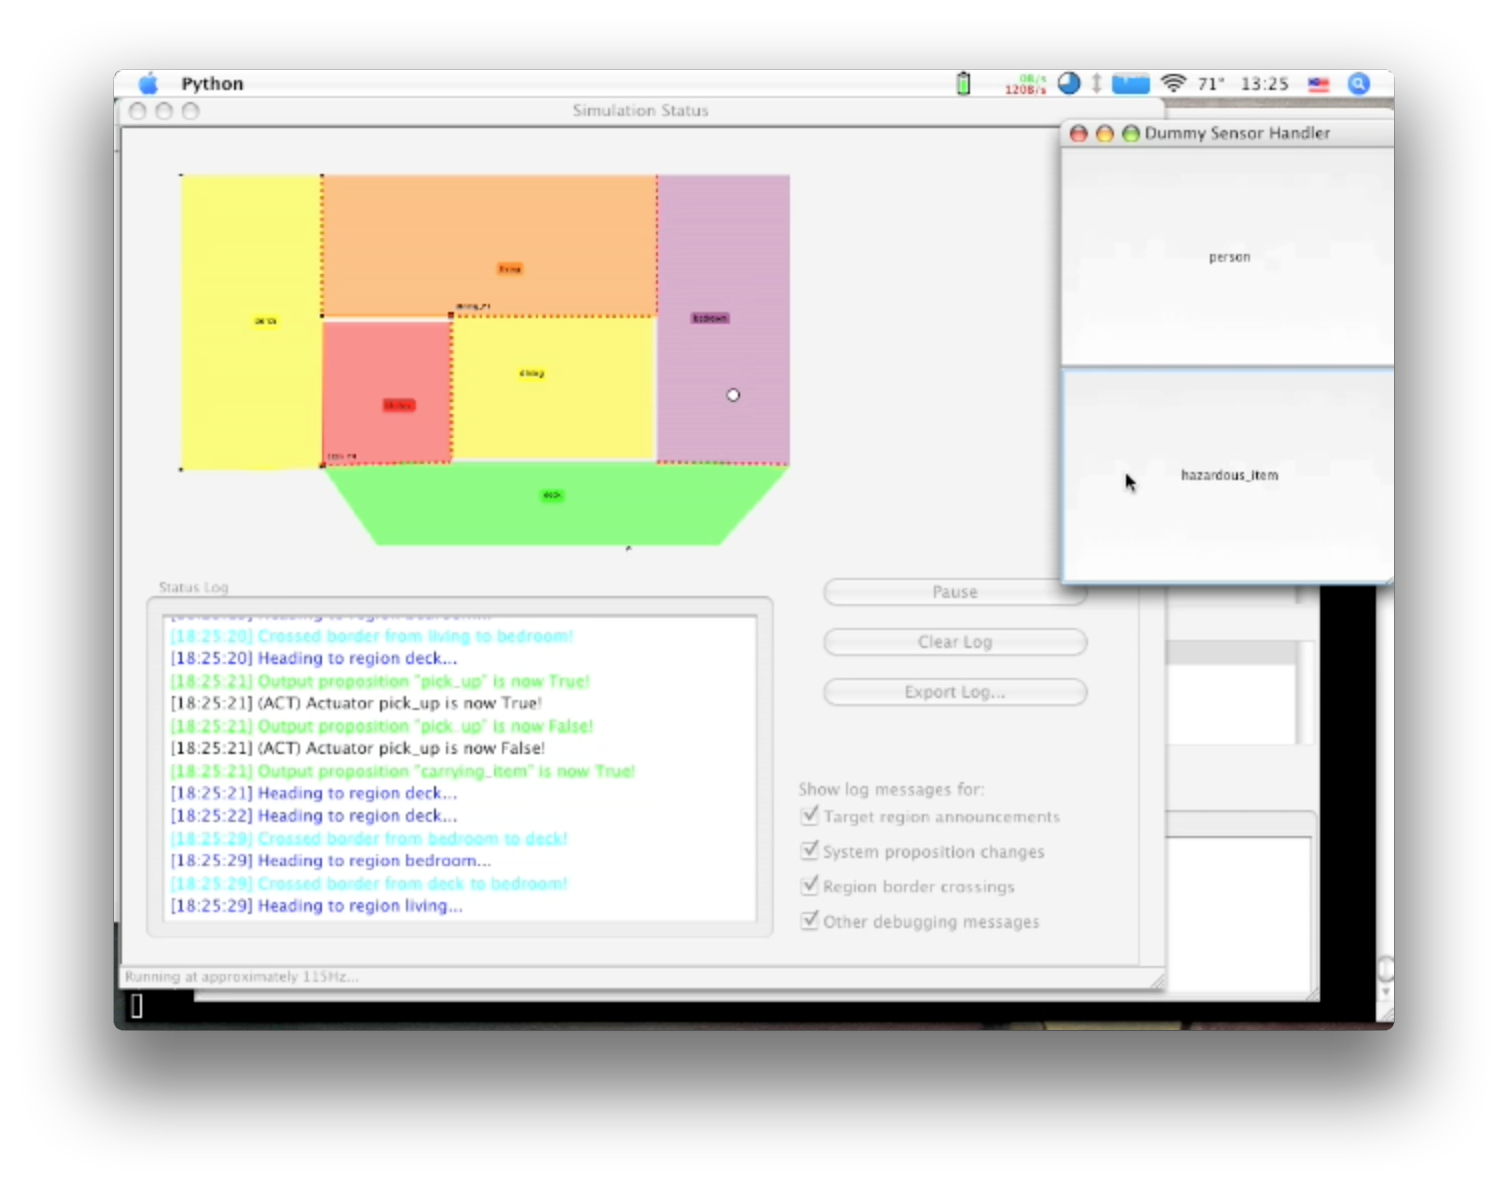 Python
0B/s
120B/s
71°
13:25
Simulation Status
Dummy Sensor Handler
person
hazardous_item
living
porch
bedroom
dining
kitchen
deck
Status Log
[18:25:20] Crossed border from living to bedroom!
[18:25:20] Heading to region deck...
[18:25:21] Output proposition "pick_up" is now True!
[18:25:21] (ACT) Actuator pick_up is now True!
[18:25:21] Output proposition "pick_up" is now False!
[18:25:21] (ACT) Actuator pick_up is now False!
[18:25:21] Output proposition "carrying_item" is now True!
[18:25:21] Heading to region deck...
[18:25:22] Heading to region deck...
[18:25:29] Crossed border from bedroom to deck!
[18:25:29] Heading to region bedroom...
[18:25:29] Crossed border from deck to bedroom!
[18:25:29] Heading to region living...
Pause
Clear Log
Export Log...
Show log messages for:
Target region announcements
System proposition changes
Region border crossings
Other debugging messages
Running at approximately 115Hz...